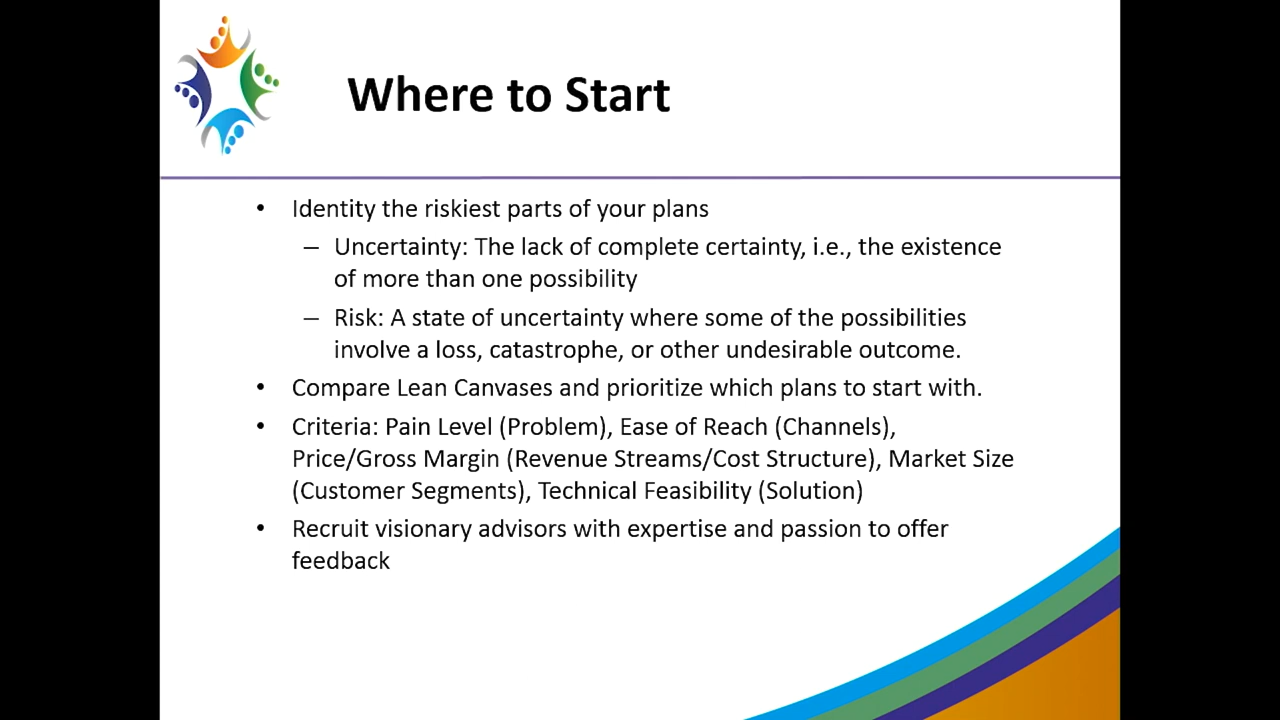 Where to Start
• Identity the riskiest parts of your plans
– Uncertainty: The lack of complete certainty, i.e., the existence
of more than one possibility
– Risk: A state of uncertainty where some of the possibilities
involve a loss, catastrophe, or other undesirable outcome.
• Compare Lean Canvases and prioritize which plans to start with.
• Criteria: Pain Level (Problem), Ease of Reach (Channels),
Price/Gross Margin (Revenue Streams/Cost Structure), Market Size
(Customer Segments), Technical Feasibility (Solution)
• Recruit visionary advisors with expertise and passion to offer
feedback